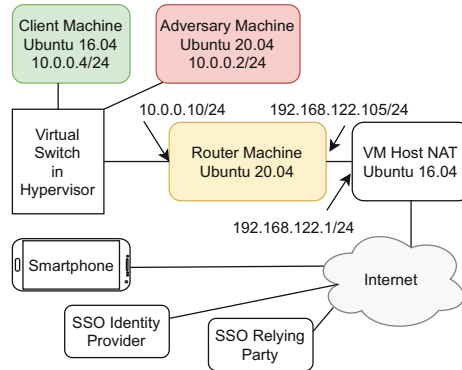 Client Machine
Ubuntu 16.04
10.0.0.4/24
Adversary Machine
Ubuntu 20.04
10.0.0.2/24
10.0.0.10/24
192.168.122.105/24
Virtual
Switch
in
Hypervisor
Router Machine
Ubuntu 20.04
VM Host NAT
Ubuntu 16.04
192.168.122.1/24
Smartphone
Internet
SSO Identity
Provider
SSO Relying
Party